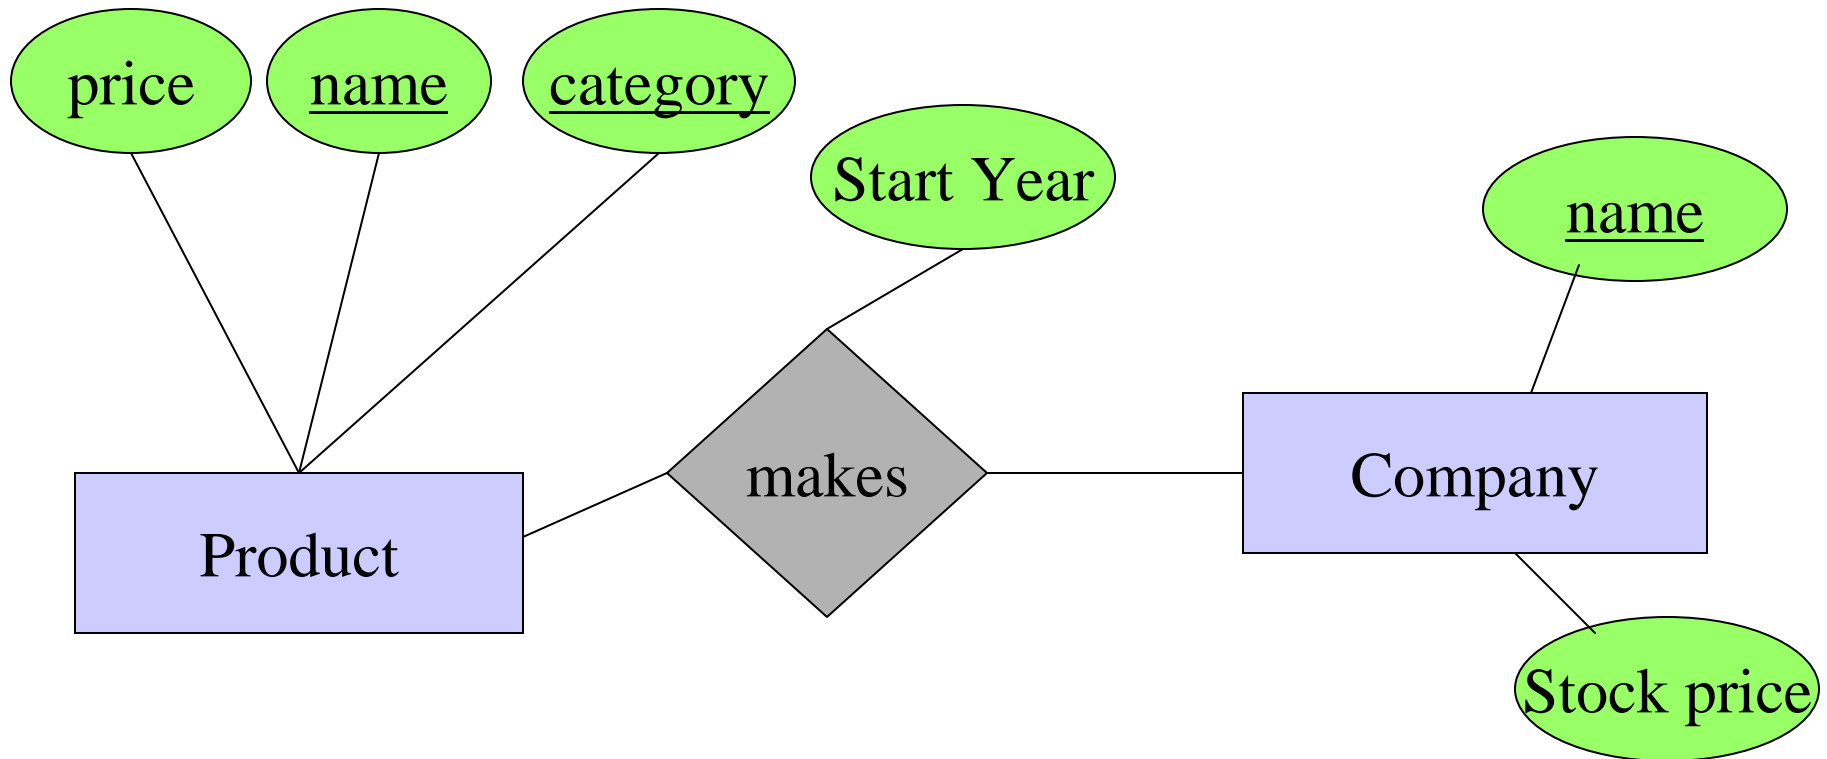 price
name
category
Start Year
name
makes
Company
Product
Stock price